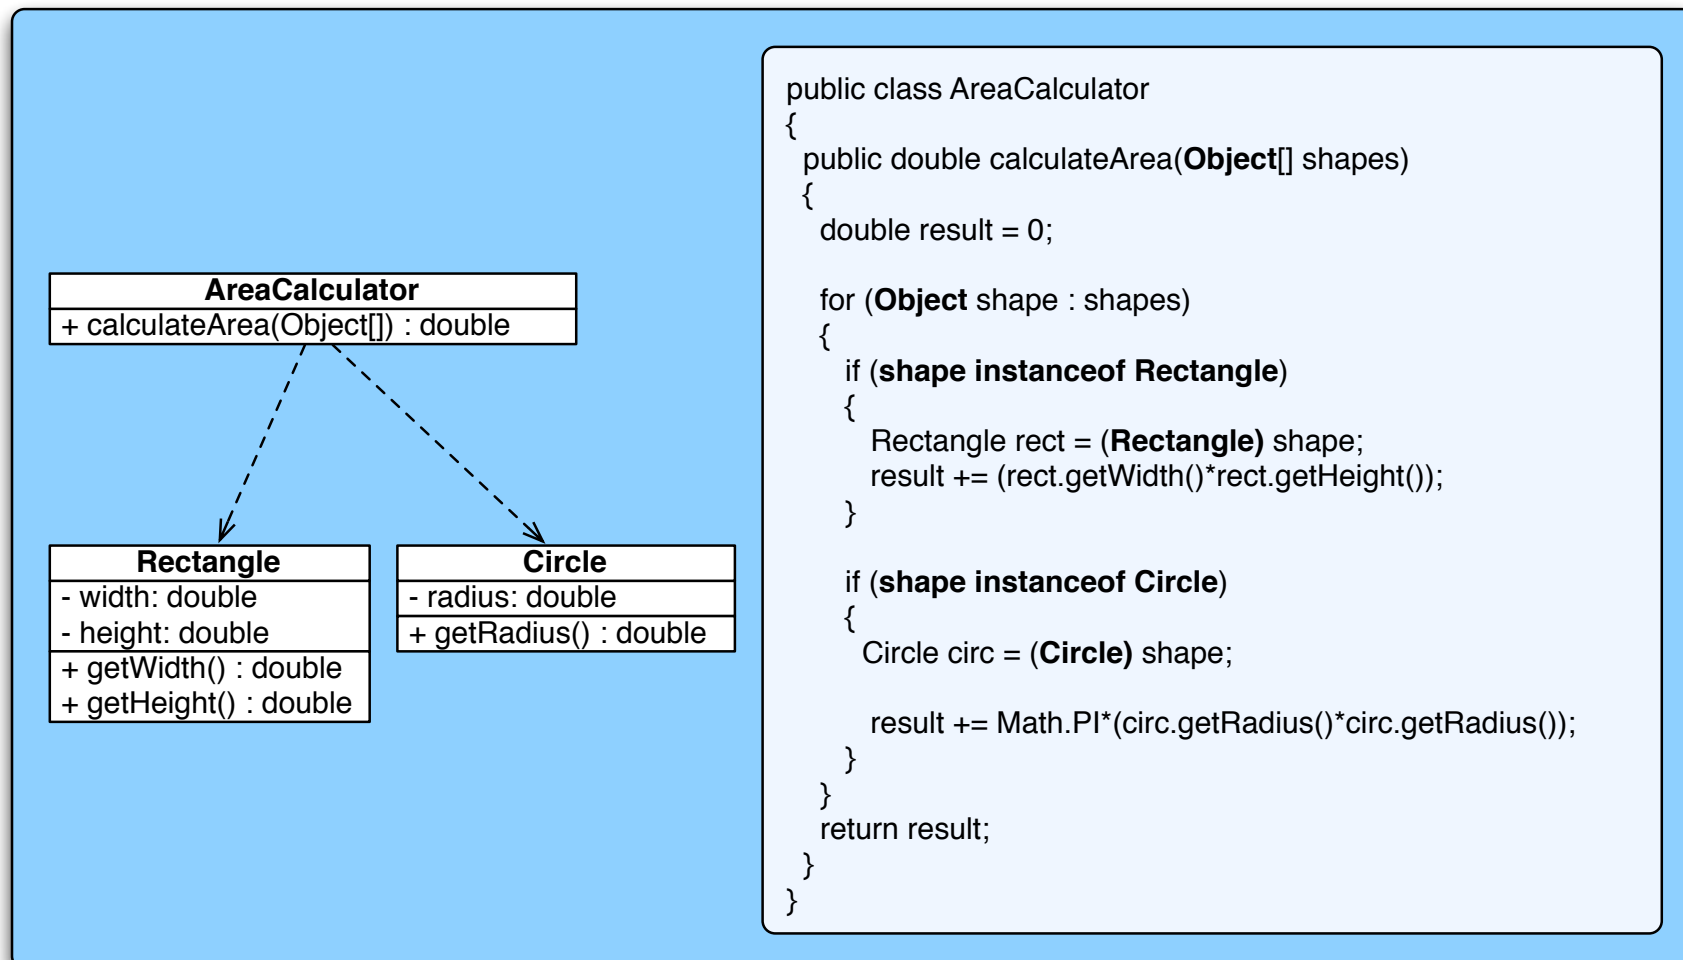 AreaCalculator
+ calculateArea(Object[]) : double
Rectangle
- width: double
- height: double
+ getWidth() : double
+ getHeight() : double
Circle
- radius: double
+ getRadius() : double
public class AreaCalculator
{
public double calculateArea(Object[] shapes)
{
double result = 0;
for (Object shape : shapes)
{
if (shape instanceof Rectangle)
{
Rectangle rect = (Rectangle) shape;
result += (rect.getWidth()*rect.getHeight());
}
if (shape instanceof Circle)
{
Circle circ = (Circle) shape;
result += Math.PI*(circ.getRadius()*circ.getRadius());
}
}
return result;
}
}